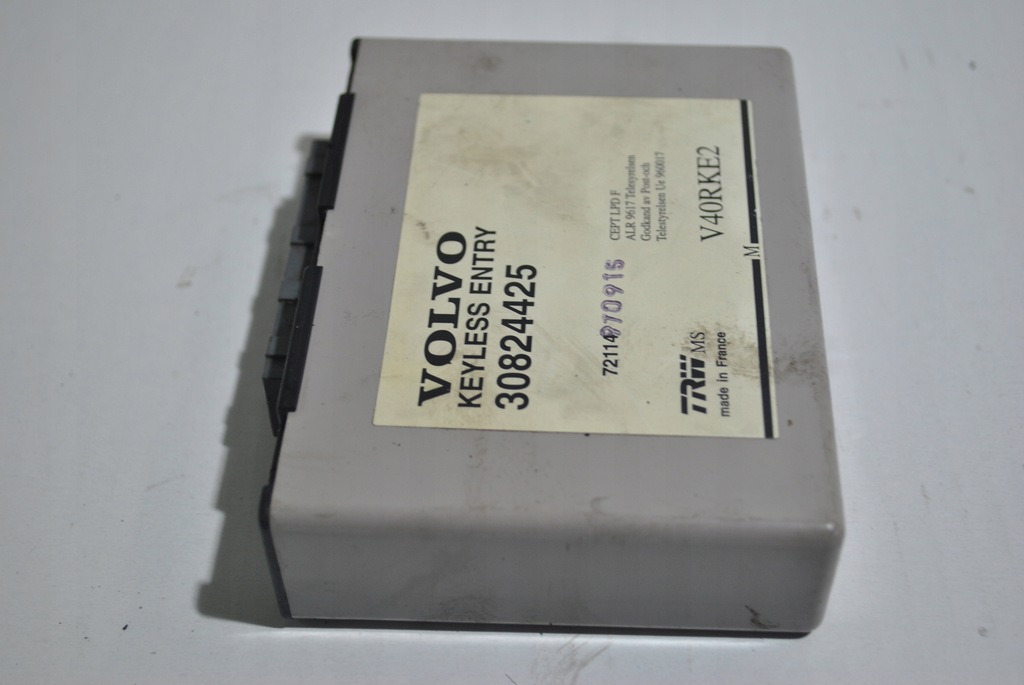 VOLVO
KEYLESS ENTRY
30824425
72114970915
CEPT LPD F
ALR 9617 Telestyrelsen
Godkand av Post-och
Telestyrelsen Ue 960017
TRW MS
made in France
V40RKE2
M